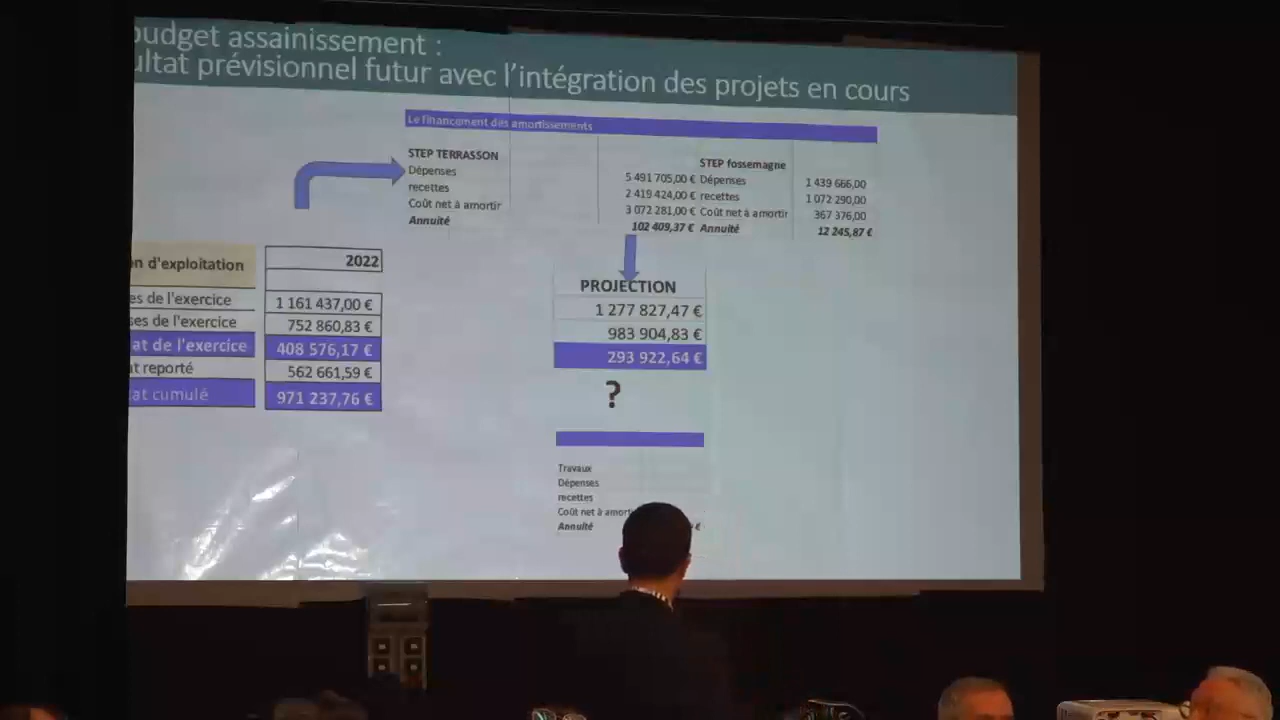 budget assainissement :
ultat prévisionnel futur avec l'intégration des projets en cours
Le financement des amortissements
STEP TERRASSON
Dépenses
recettes
Coût net à amortir
Annuité
5 491 705,00 €
2 419 424,00 €
3 072 281,00 €
102 409,37 €
STEP fossemagne
Dépenses 1 439 666,00
recettes 1 072 290,00
Coût net à amortir 367 376,00
Annuité 12 245,87 €
n d'exploitation 2022
es de l'exercice 1 161 437,00 €
ses de l'exercice 752 860,83 €
at de l'exercice 408 576,17 €
t reporté 562 661,59 €
at cumulé 971 237,76 €
PROJECTION
1 277 827,47 €
983 904,83 €
293 922,64 €
?
Travaux
Dépenses
recettes
Coût net à amort
Annuité €